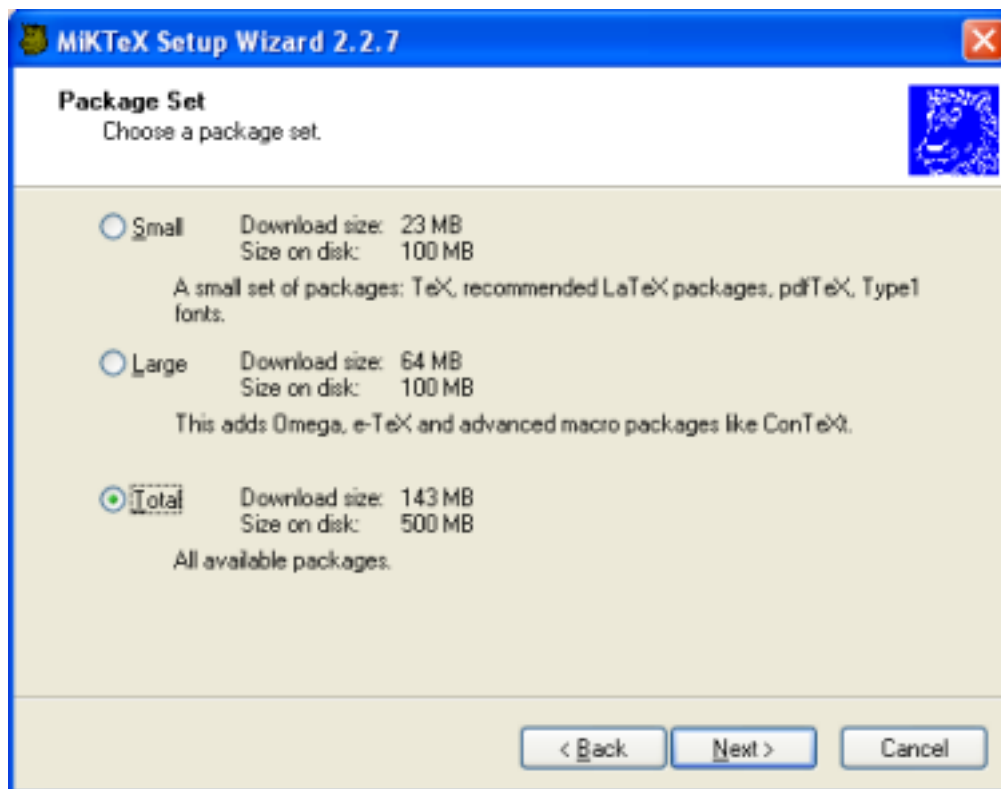 MiKTeX Setup Wizard 2.2.7
Package Set
Choose a package set.
Small Download size: 23 MB
Size on disk: 100 MB
A small set of packages: TeX, recommended LaTeX packages, pdfTeX, Type1
fonts.
Large Download size: 64 MB
Size on disk: 100 MB
This adds Omega, e-TeX and advanced macro packages like ConTeXt.
Total Download size: 143 MB
Size on disk: 500 MB
All available packages.
< Back Next > Cancel